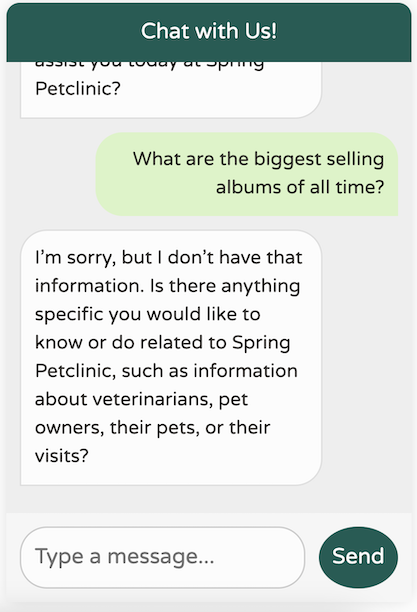 Chat with Us!
assist you today at Spring
Petclinic?
What are the biggest selling
albums of all time?
I'm sorry, but I don't have that
information. Is there anything
specific you would like to
know or do related to Spring
Petclinic, such as information
about veterinarians, pet
owners, their pets, or their
visits?
Type a message...
Send